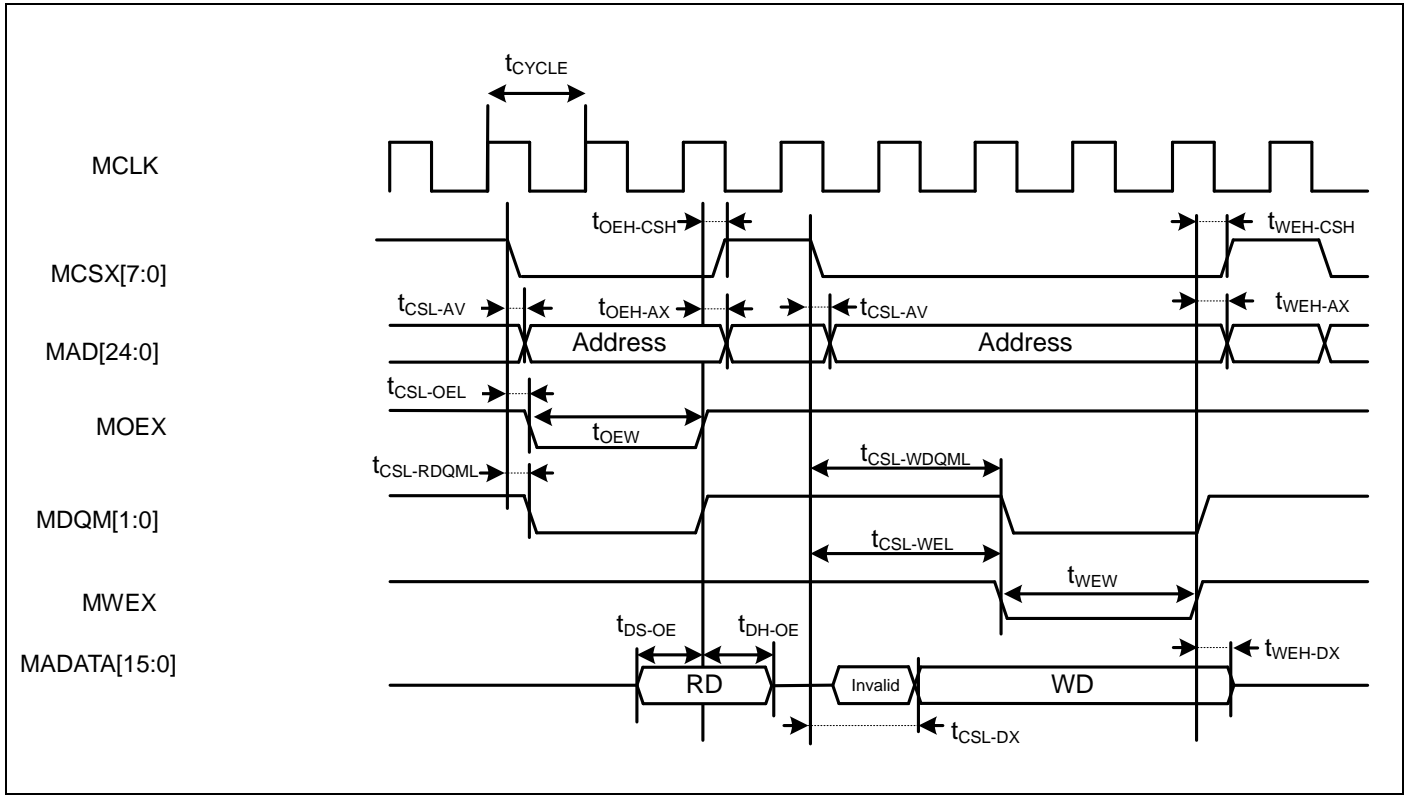 tCYCLE
MCLK
tOEH-CSH
tWEH-CSH
MCSX[7:0]
tCSL-AV
tOEH-AX
tCSL-AV
tWEH-AX
MAD[24:0]
Address
Address
tCSL-OEL
MOEX
tOEW
tCSL-RDQML
tCSL-WDQML
MDQM[1:0]
tCSL-WEL
MWEX
tWEW
tDS-OE
tDH-OE
tWEH-DX
MADATA[15:0]
RD
Invalid
WD
tCSL-DX